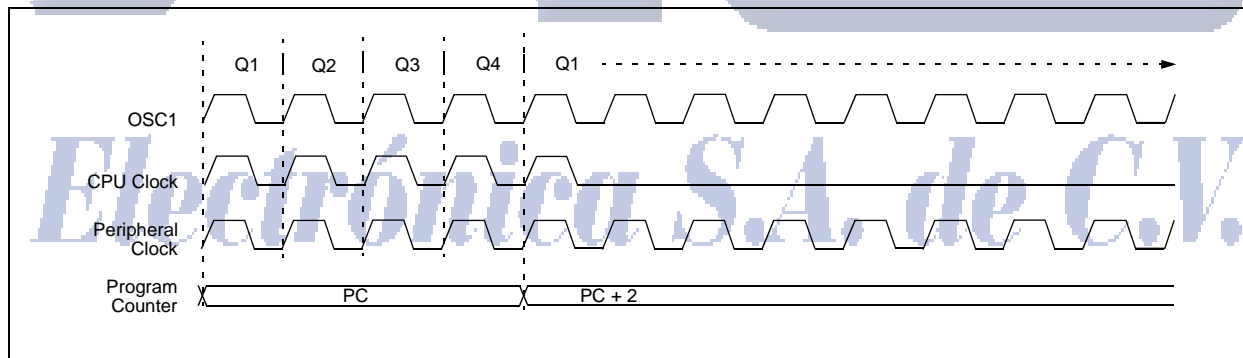 Q1 Q2 Q3 Q4 Q1
OSC1
CPU Clock
Peripheral
Clock
Program
Counter
PC
PC + 2
Electrónica S.A. de C.V.